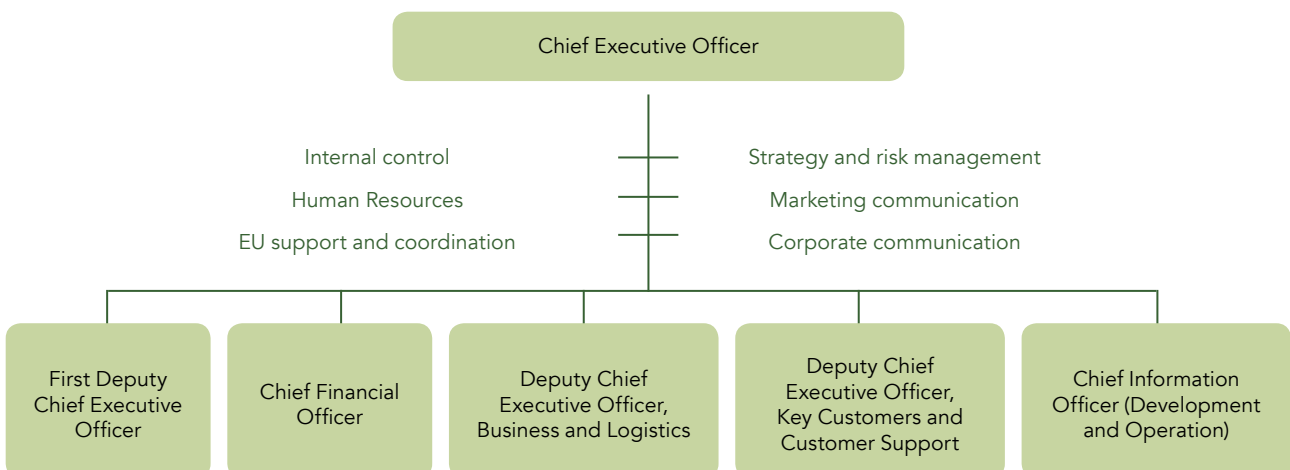 Chief Executive Officer
Internal control
Strategy and risk management
Human Resources
Marketing communication
EU support and coordination
Corporate communication
First Deputy
Chief Executive
Officer
Chief Financial
Officer
Deputy Chief
Executive Officer,
Business and Logistics
Deputy Chief
Executive Officer,
Key Customers and
Customer Support
Chief Information
Officer (Development
and Operation)